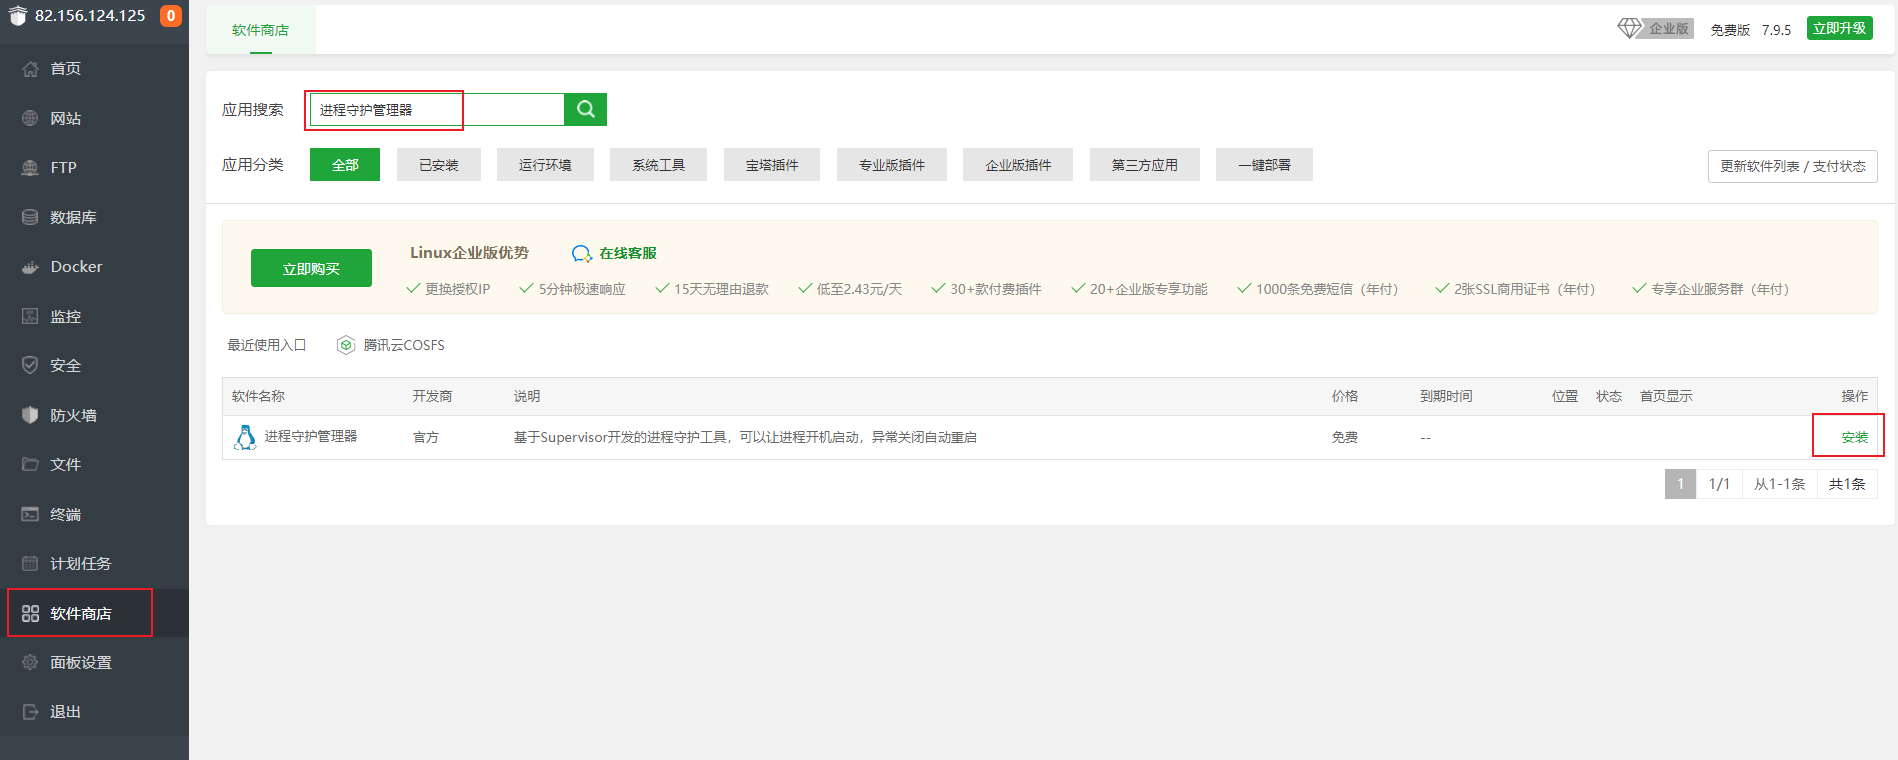 82.156.124.125 0
首页
网站
FTP
数据库
Docker
监控
安全
防火墙
文件
终端
计划任务
软件商店
面板设置
退出
软件商店
企业版 免费版 7.9.5 立即升级
应用搜索 进程守护管理器
应用分类 全部 已安装 运行环境 系统工具 宝塔插件 专业版插件 企业版插件 第三方应用 一键部署 更新软件列表 / 支付状态
立即购买
Linux企业版优势 在线客服
更换授权IP 5分钟极速响应 15天无理由退款 低至2.43元/天 30+款付费插件 20+企业版专享功能 1000条免费短信（年付） 2张SSL商用证书（年付） 专享企业服务群（年付）
最近使用入口 腾讯云COSFS
软件名称 开发商 说明 价格 到期时间 位置 状态 首页显示 操作
进程守护管理器 官方 基于Supervisor开发的进程守护工具，可以让进程开机启动，异常关闭自动重启 免费 -- 安装
1 1/1 从1-1条 共1条